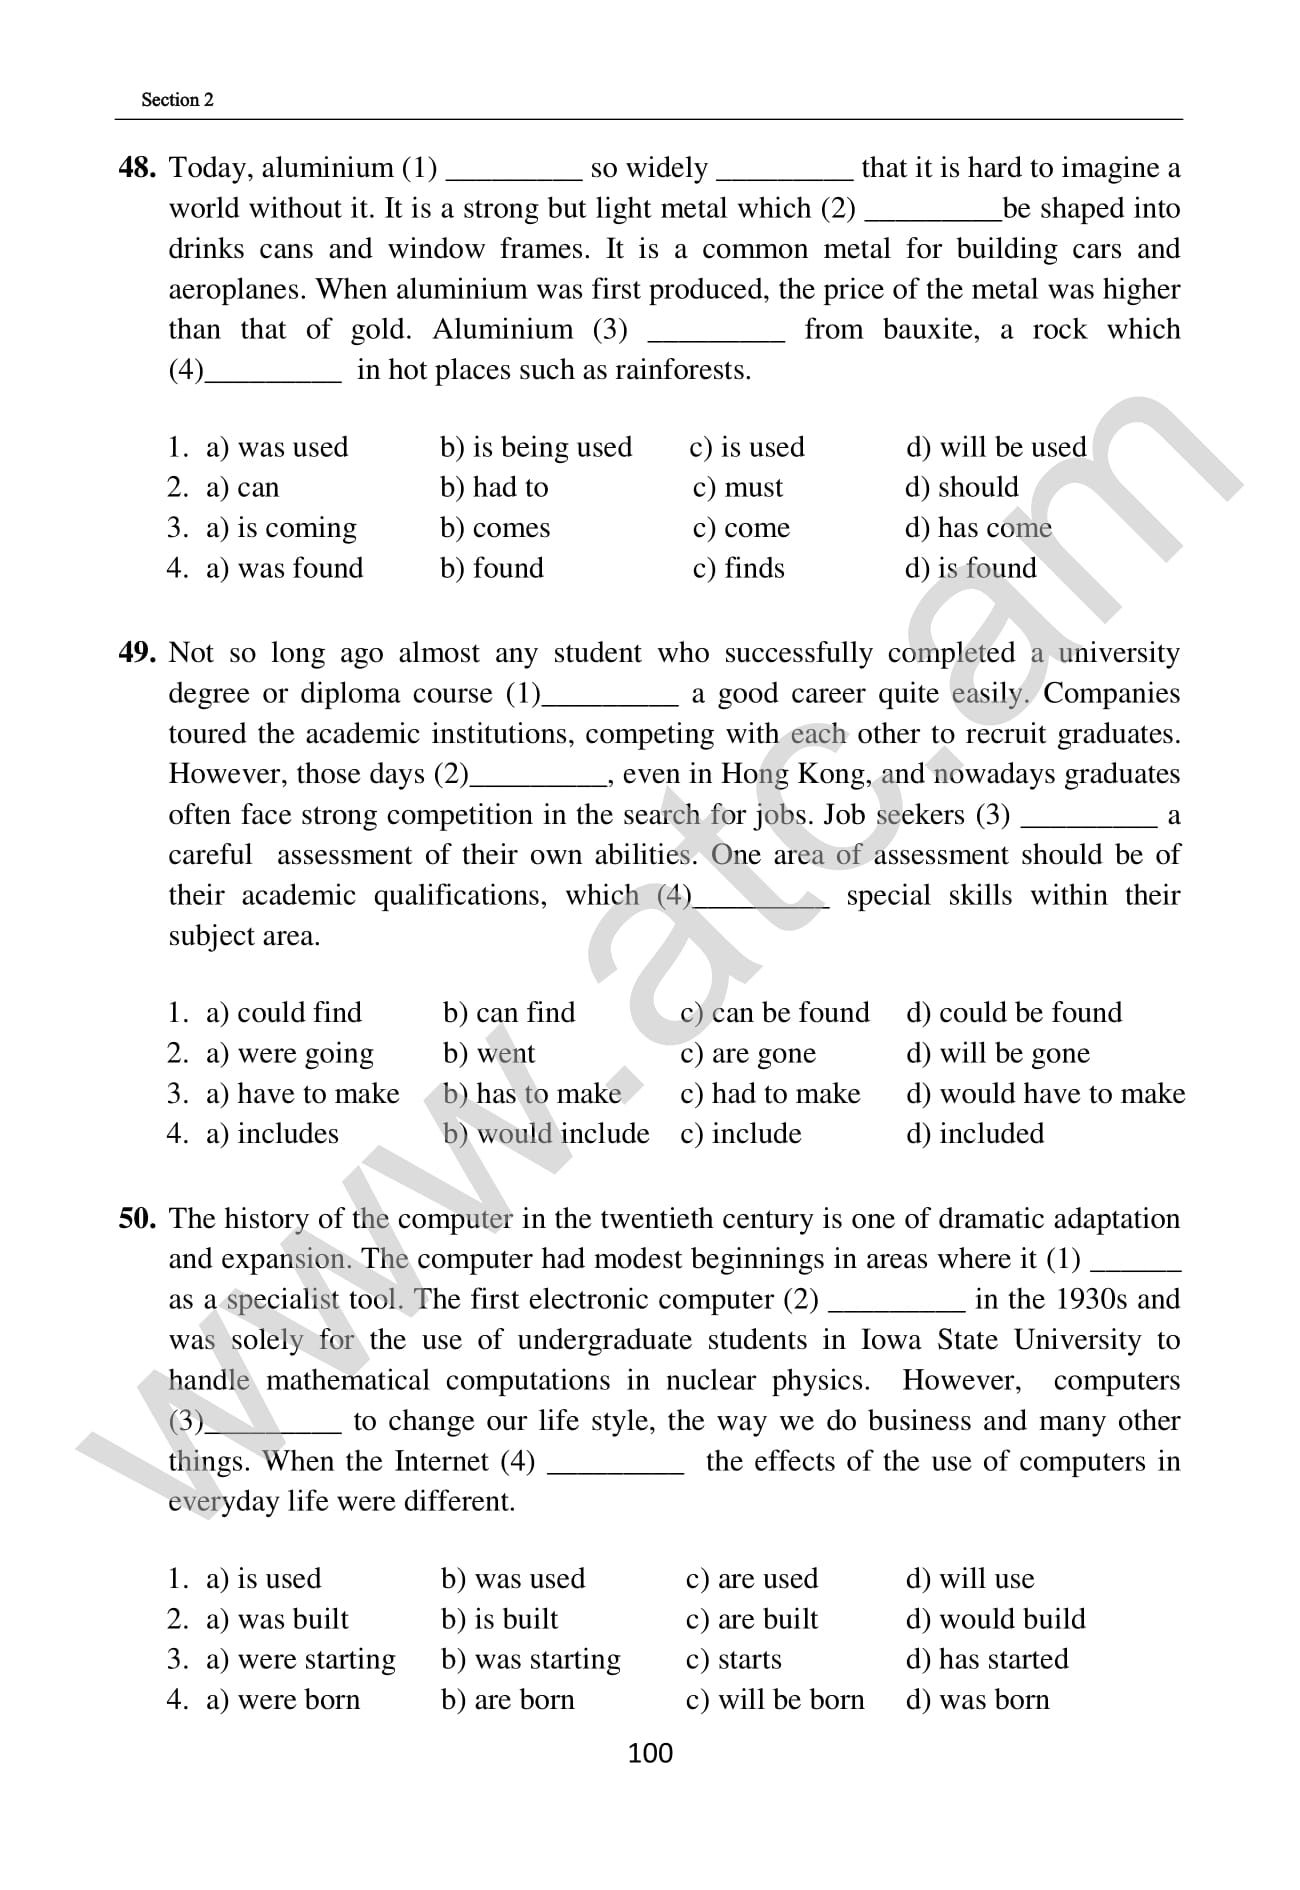 Section 2
48. Today, aluminium (1) _________ so widely _________ that it is hard to imagine a
world without it. It is a strong but light metal which (2) _________be shaped into
drinks cans and window frames. It is a common metal for building cars and
aeroplanes. When aluminium was first produced, the price of the metal was higher
than that of gold. Aluminium (3) _________ from bauxite, a rock which
(4)_________ in hot places such as rainforests.
1. a) was used b) is being used c) is used d) will be used
2. a) can b) had to c) must d) should
3. a) is coming b) comes c) come d) has come
4. a) was found b) found c) finds d) is found
49. Not so long ago almost any student who successfully completed a university
degree or diploma course (1)_________ a good career quite easily. Companies
toured the academic institutions, competing with each other to recruit graduates.
However, those days (2)_________, even in Hong Kong, and nowadays graduates
often face strong competition in the search for jobs. Job seekers (3) _________ a
careful assessment of their own abilities. One area of assessment should be of
their academic qualifications, which (4)_________ special skills within their
subject area.
1. a) could find b) can find c) can be found d) could be found
2. a) were going b) went c) are gone d) will be gone
3. a) have to make b) has to make c) had to make d) would have to make
4. a) includes b) would include c) include d) included
50. The history of the computer in the twentieth century is one of dramatic adaptation
and expansion. The computer had modest beginnings in areas where it (1) ______
as a specialist tool. The first electronic computer (2) _________ in the 1930s and
was solely for the use of undergraduate students in Iowa State University to
handle mathematical computations in nuclear physics. However, computers
(3)_________ to change our life style, the way we do business and many other
things. When the Internet (4) _________ the effects of the use of computers in
everyday life were different.
1. a) is used b) was used c) are used d) will use
2. a) was built b) is built c) are built d) would build
3. a) were starting b) was starting c) starts d) has started
4. a) were born b) are born c) will be born d) was born
100
www.atc.am